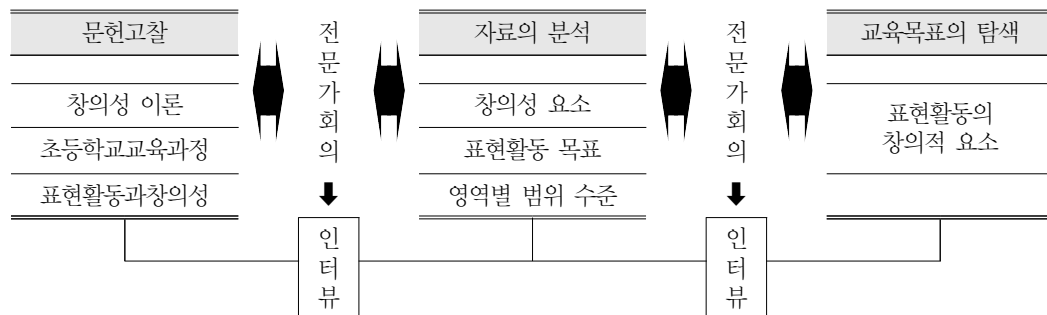 문헌고찰
창의성 이론
초등학교교육과정
표현활동과창의성
전문가회의
인터뷰
자료의 분석
창의성 요소
표현활동 목표
영역별 범위 수준
전문가회의
인터뷰
교육목표의 탐색
표현활동의
창의적 요소